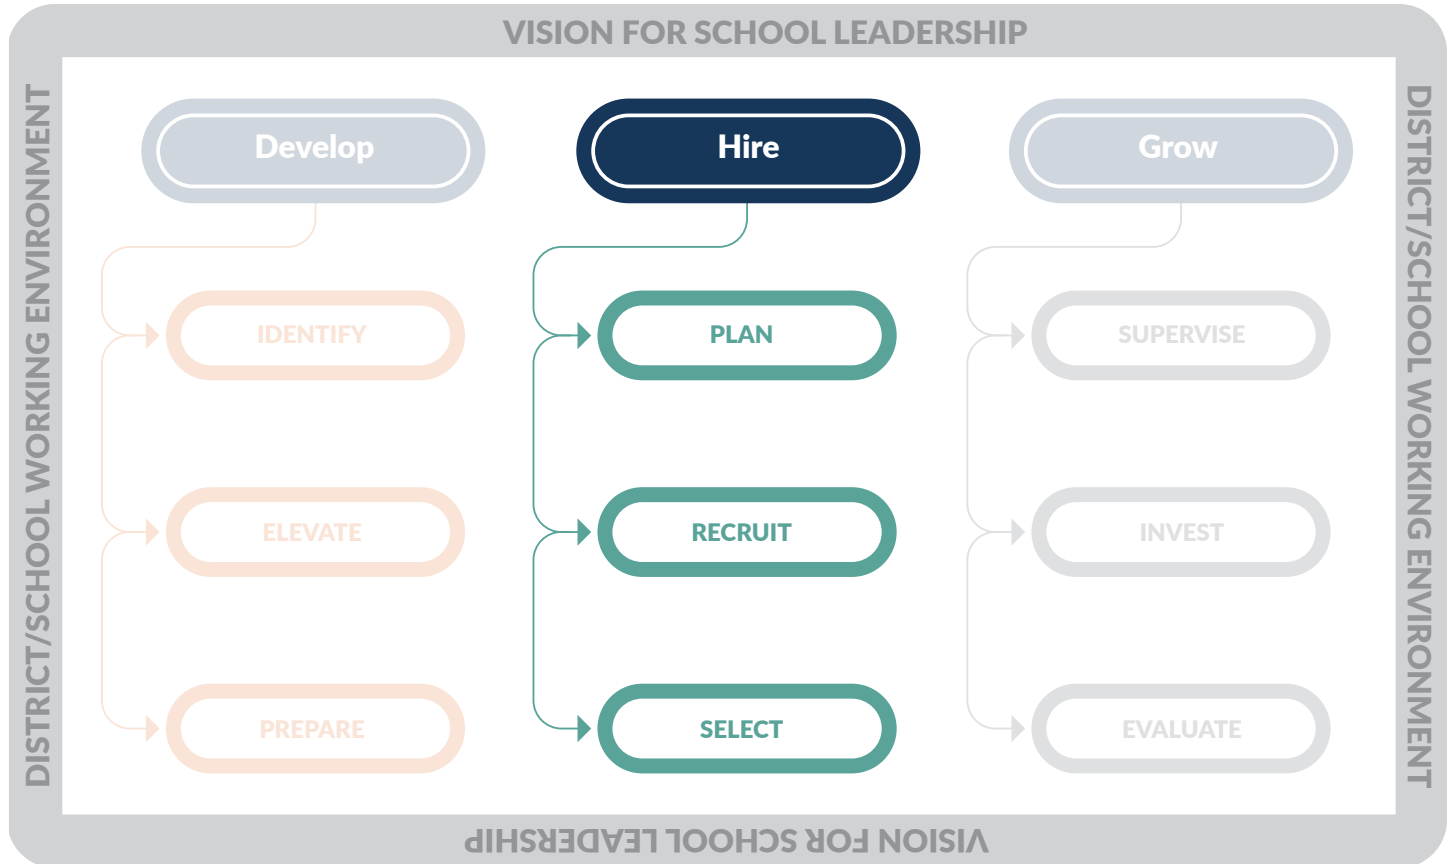 VISION FOR SCHOOL LEADERSHIP
DISTRICT/SCHOOL WORKING ENVIRONMENT
Develop
IDENTIFY
ELEVATE
PREPARE
Hire
PLAN
RECRUIT
SELECT
Grow
SUPERVISE
INVEST
EVALUATE
DISTRICT/SCHOOL WORKING ENVIRONMENT
VISION FOR SCHOOL LEADERSHIP